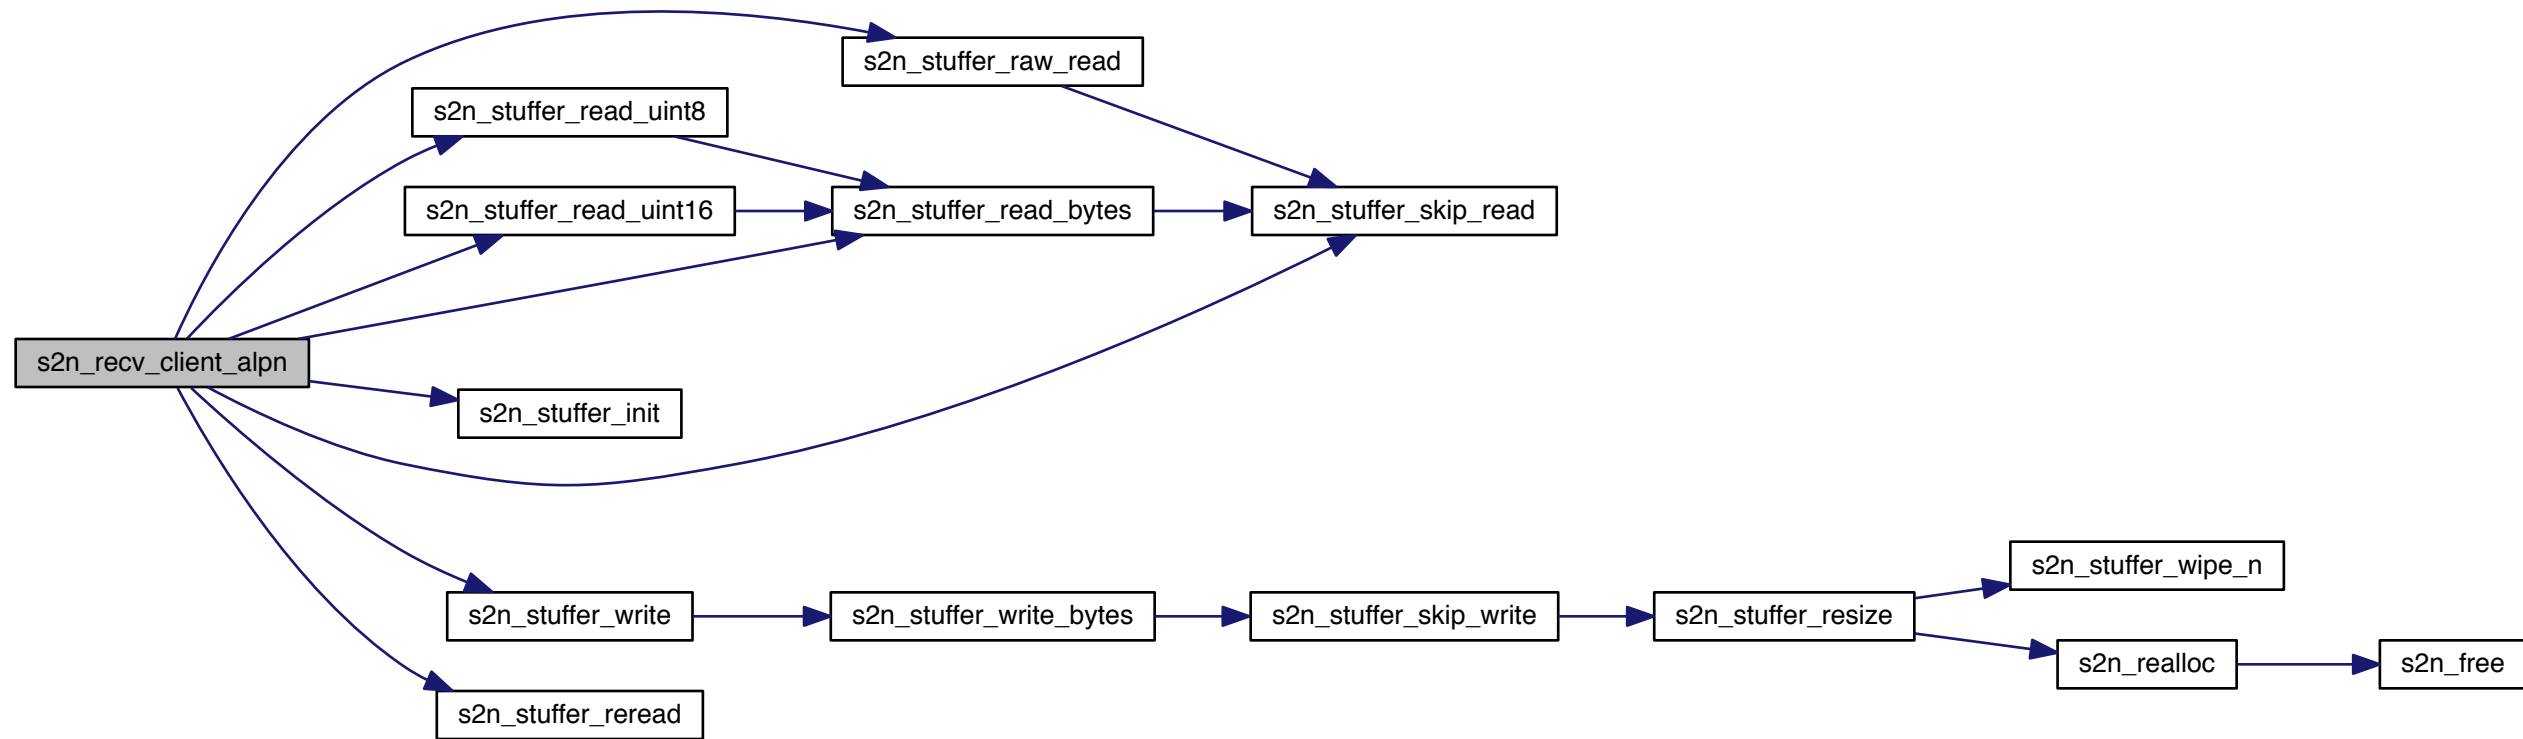 s2n_stuffer_raw_read
s2n_stuffer_read_uint8
s2n_stuffer_read_uint16
s2n_stuffer_read_bytes
s2n_stuffer_skip_read
s2n_recv_client_alpn
s2n_stuffer_init
s2n_stuffer_wipe_n
s2n_stuffer_write
s2n_stuffer_write_bytes
s2n_stuffer_skip_write
s2n_stuffer_resize
s2n_realloc
s2n_free
s2n_stuffer_reread